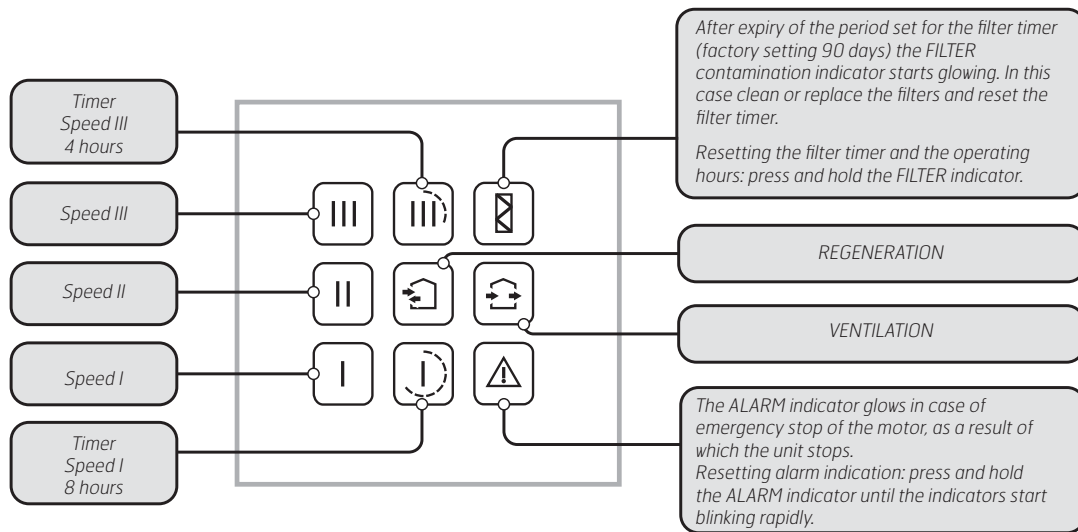 Timer
Speed III
4 hours
Speed III
Speed II
Speed I
Timer
Speed I
8 hours
III
III
II
I
I
After expiry of the period set for the filter timer
(factory setting 90 days) the FILTER
contamination indicator starts glowing. In this
case clean or replace the filters and reset the
filter timer.
Resetting the filter timer and the operating
hours: press and hold the FILTER indicator.
REGENERATION
VENTILATION
The ALARM indicator glows in case of
emergency stop of the motor, as a result of
which the unit stops.
Resetting alarm indication: press and hold
the ALARM indicator until the indicators start
blinking rapidly.